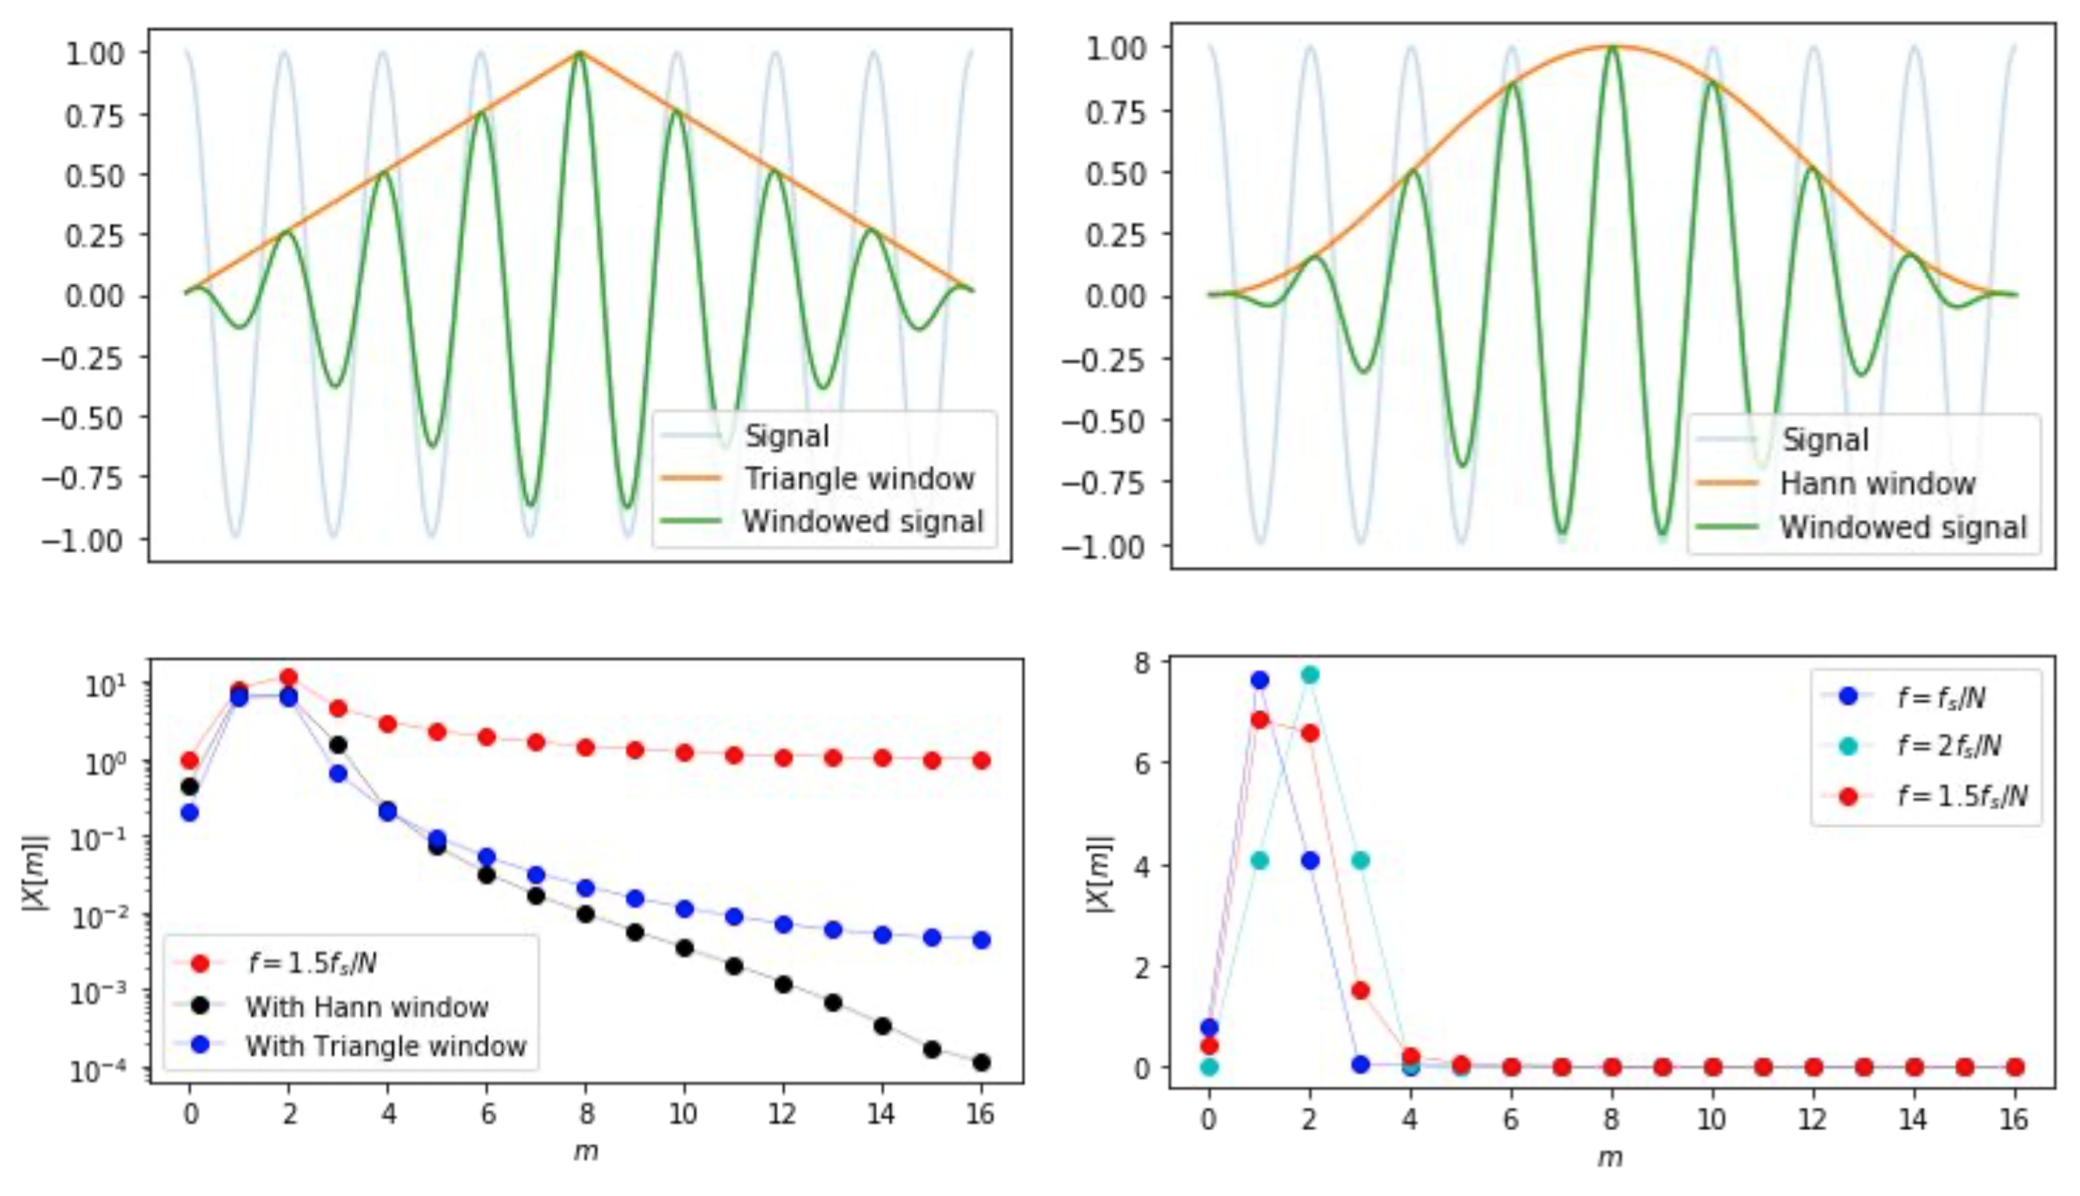 1.00
0.75
0.50
0.25
0.00
−0.25
−0.50
−0.75
−1.00
Signal
Triangle window
Windowed signal
1.00
0.75
0.50
0.25
0.00
−0.25
−0.50
−0.75
−1.00
Signal
Hann window
Windowed signal
10¹
10⁰
10⁻¹
10⁻²
10⁻³
10⁻⁴
|X[m]|
f = 1.5fₛ/N
With Hann window
With Triangle window
0 2 4 6 8 10 12 14 16
m
8
6
4
2
0
|X[m]|
f = fₛ/N
f = 2fₛ/N
f = 1.5fₛ/N
0 2 4 6 8 10 12 14 16
m